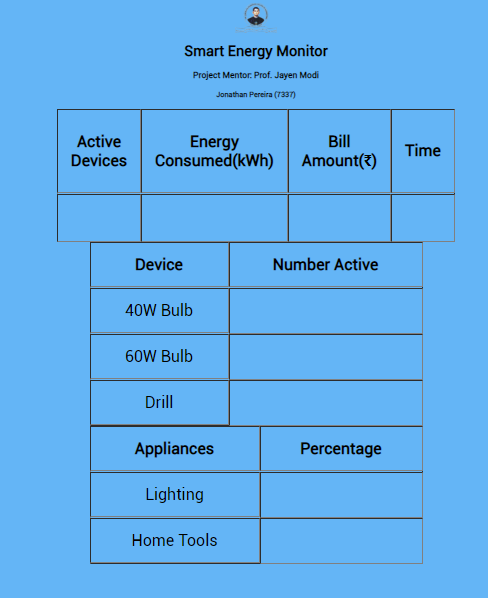 Smart Energy Monitor
Project Mentor: Prof. Jayen Modi
Jonathan Pereira (7337)
Active Devices
Energy Consumed(kWh)
Bill Amount(₹)
Time
Device
Number Active
40W Bulb
60W Bulb
Drill
Appliances
Percentage
Lighting
Home Tools